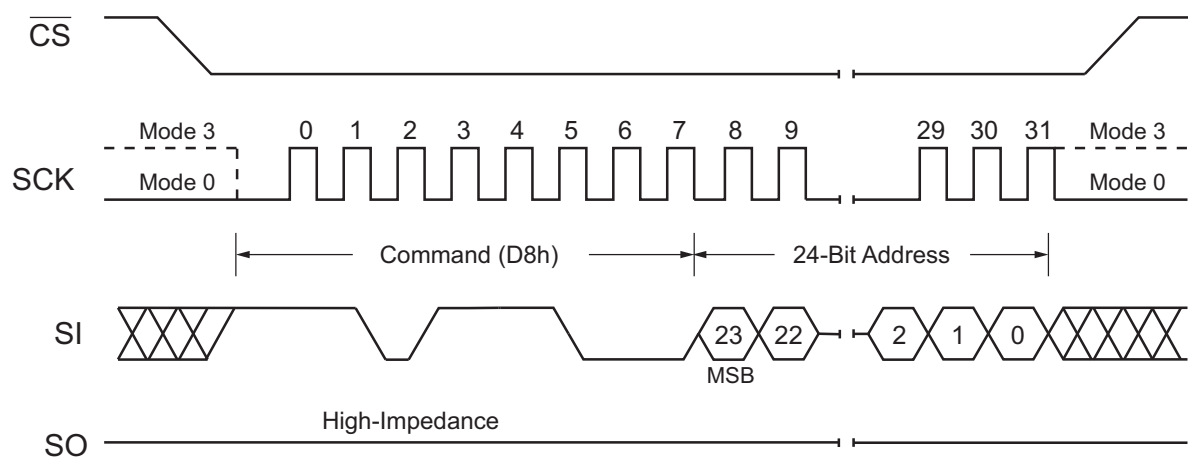 CS
Mode 3 0 1 2 3 4 5 6 7 8 9 29 30 31 Mode 3
SCK
Mode 0 Mode 0
Command (D8h) 24-Bit Address
SI 23 22 2 1 0
MSB
High-Impedance
SO